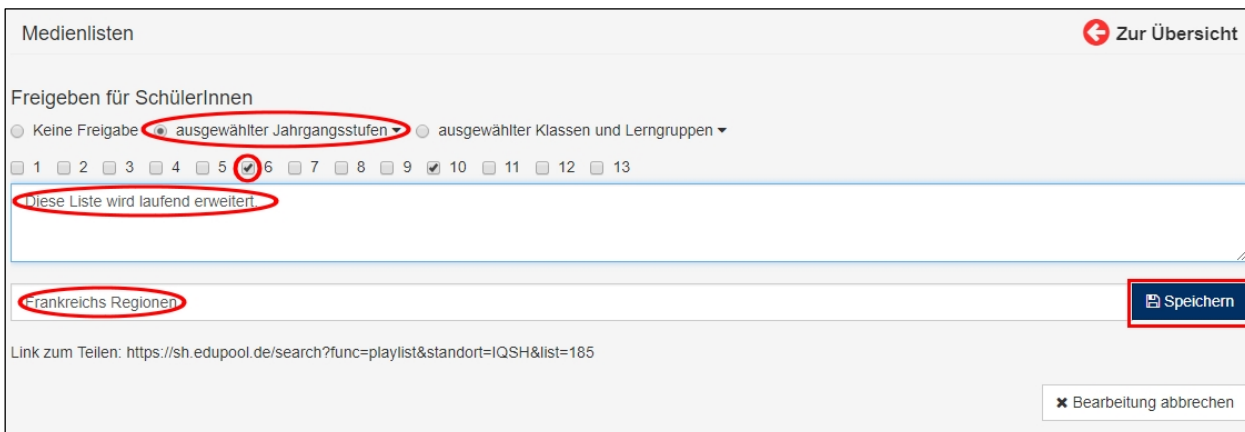 Medienlisten Zur Übersicht
Freigeben für SchülerInnen
Keine Freigabe ausgewählter Jahrgangsstufen ausgewählter Klassen und Lerngruppen
1 2 3 4 5 6 7 8 9 10 11 12 13
Diese Liste wird laufend erweitert.
Frankreichs Regionen Speichern
Link zum Teilen: https://sh.edupool.de/search?func=playlist&standort=IQSH&list=185
Bearbeitung abbrechen